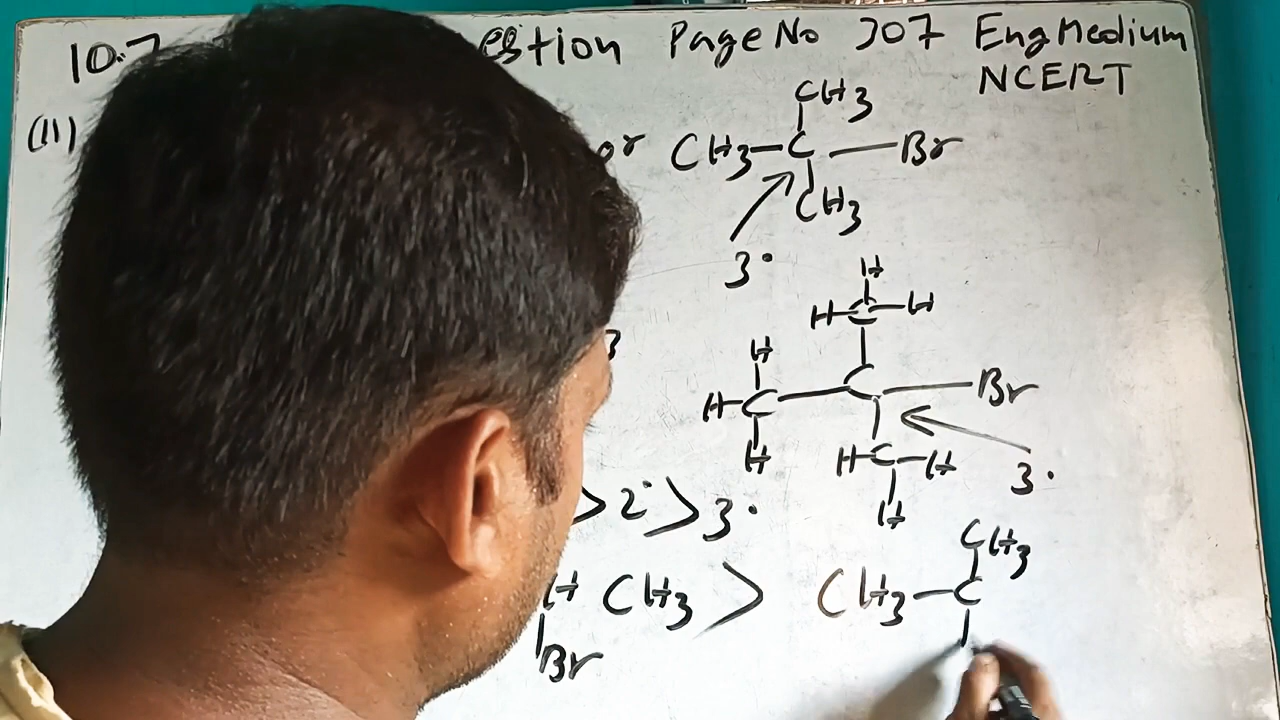 10.7 estion Page No 307 Eng Medium
NCERT
(II) or CH3-C-Br
CH3
CH3
3°
H
H-C-H
H
H-C-C-Br
H
H-C-H
H
3°
>2°>3°
H CH3 > CH3-C
Br
CH3